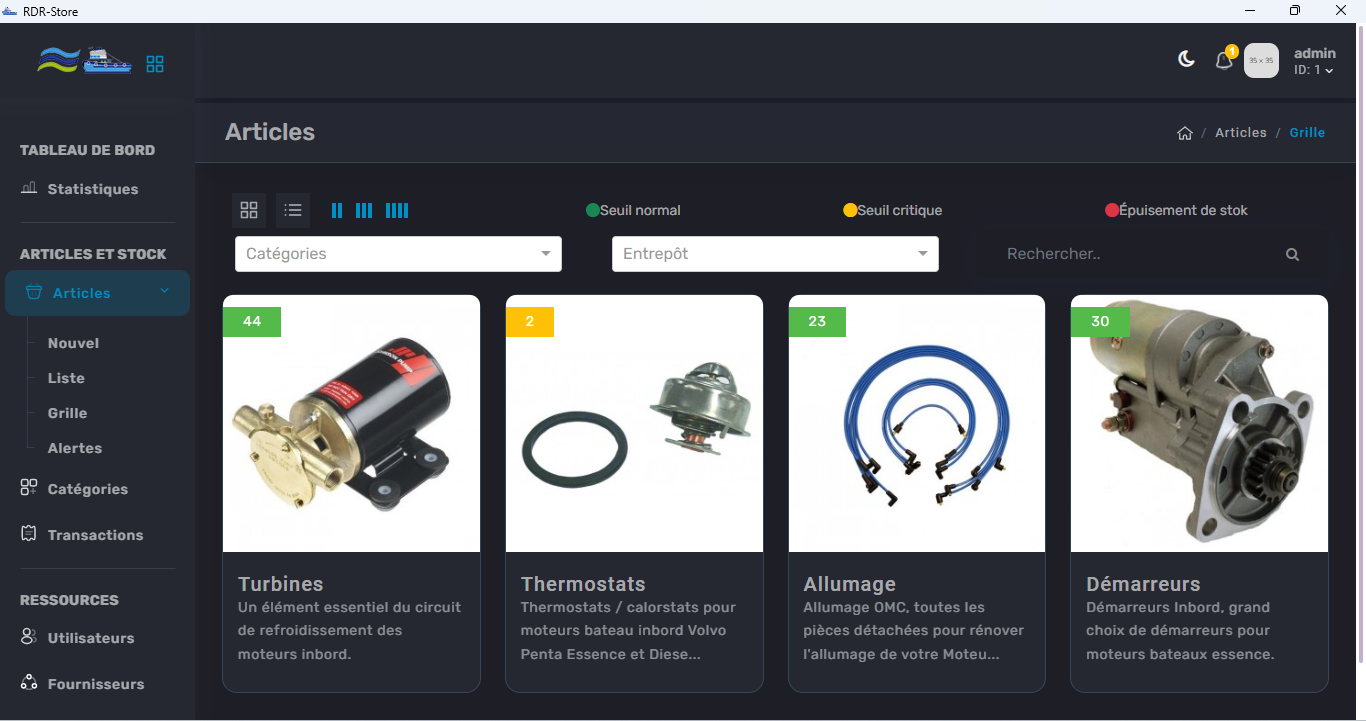 RDR-Store
1
35 x 35
admin
ID: 1
TABLEAU DE BORD
Statistiques
ARTICLES ET STOCK
Articles
Nouvel
Liste
Grille
Alertes
Catégories
Transactions
RESSOURCES
Utilisateurs
Fournisseurs
Articles
/ Articles / Grille
Seuil normal
Seuil critique
Épuisement de stok
Catégories
Entrepôt
Rechercher..
44
Turbines
Un élément essentiel du circuit
de refroidissement des
moteurs inbord.
2
Thermostats
Thermostats / calorstats pour
moteurs bateau inbord Volvo
Penta Essence et Diese...
23
Allumage
Allumage OMC, toutes les
pièces détachées pour rénover
l'allumage de votre Moteu...
30
Démarreurs
Démarreurs Inbord, grand
choix de démarreurs pour
moteurs bateaux essence.